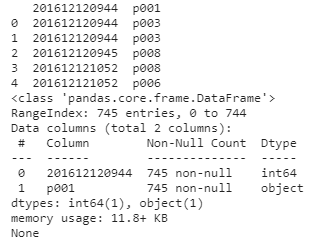 201612120944 p001
0 201612120944 p003
1 201612120944 p003
2 201612120945 p008
3 201612121052 p008
4 201612121052 p006
<class 'pandas.core.frame.DataFrame'>
RangeIndex: 745 entries, 0 to 744
Data columns (total 2 columns):
# Column Non-Null Count Dtype
--- ------ -------------- -----
0 201612120944 745 non-null int64
1 p001 745 non-null object
dtypes: int64(1), object(1)
memory usage: 11.8+ KB
None